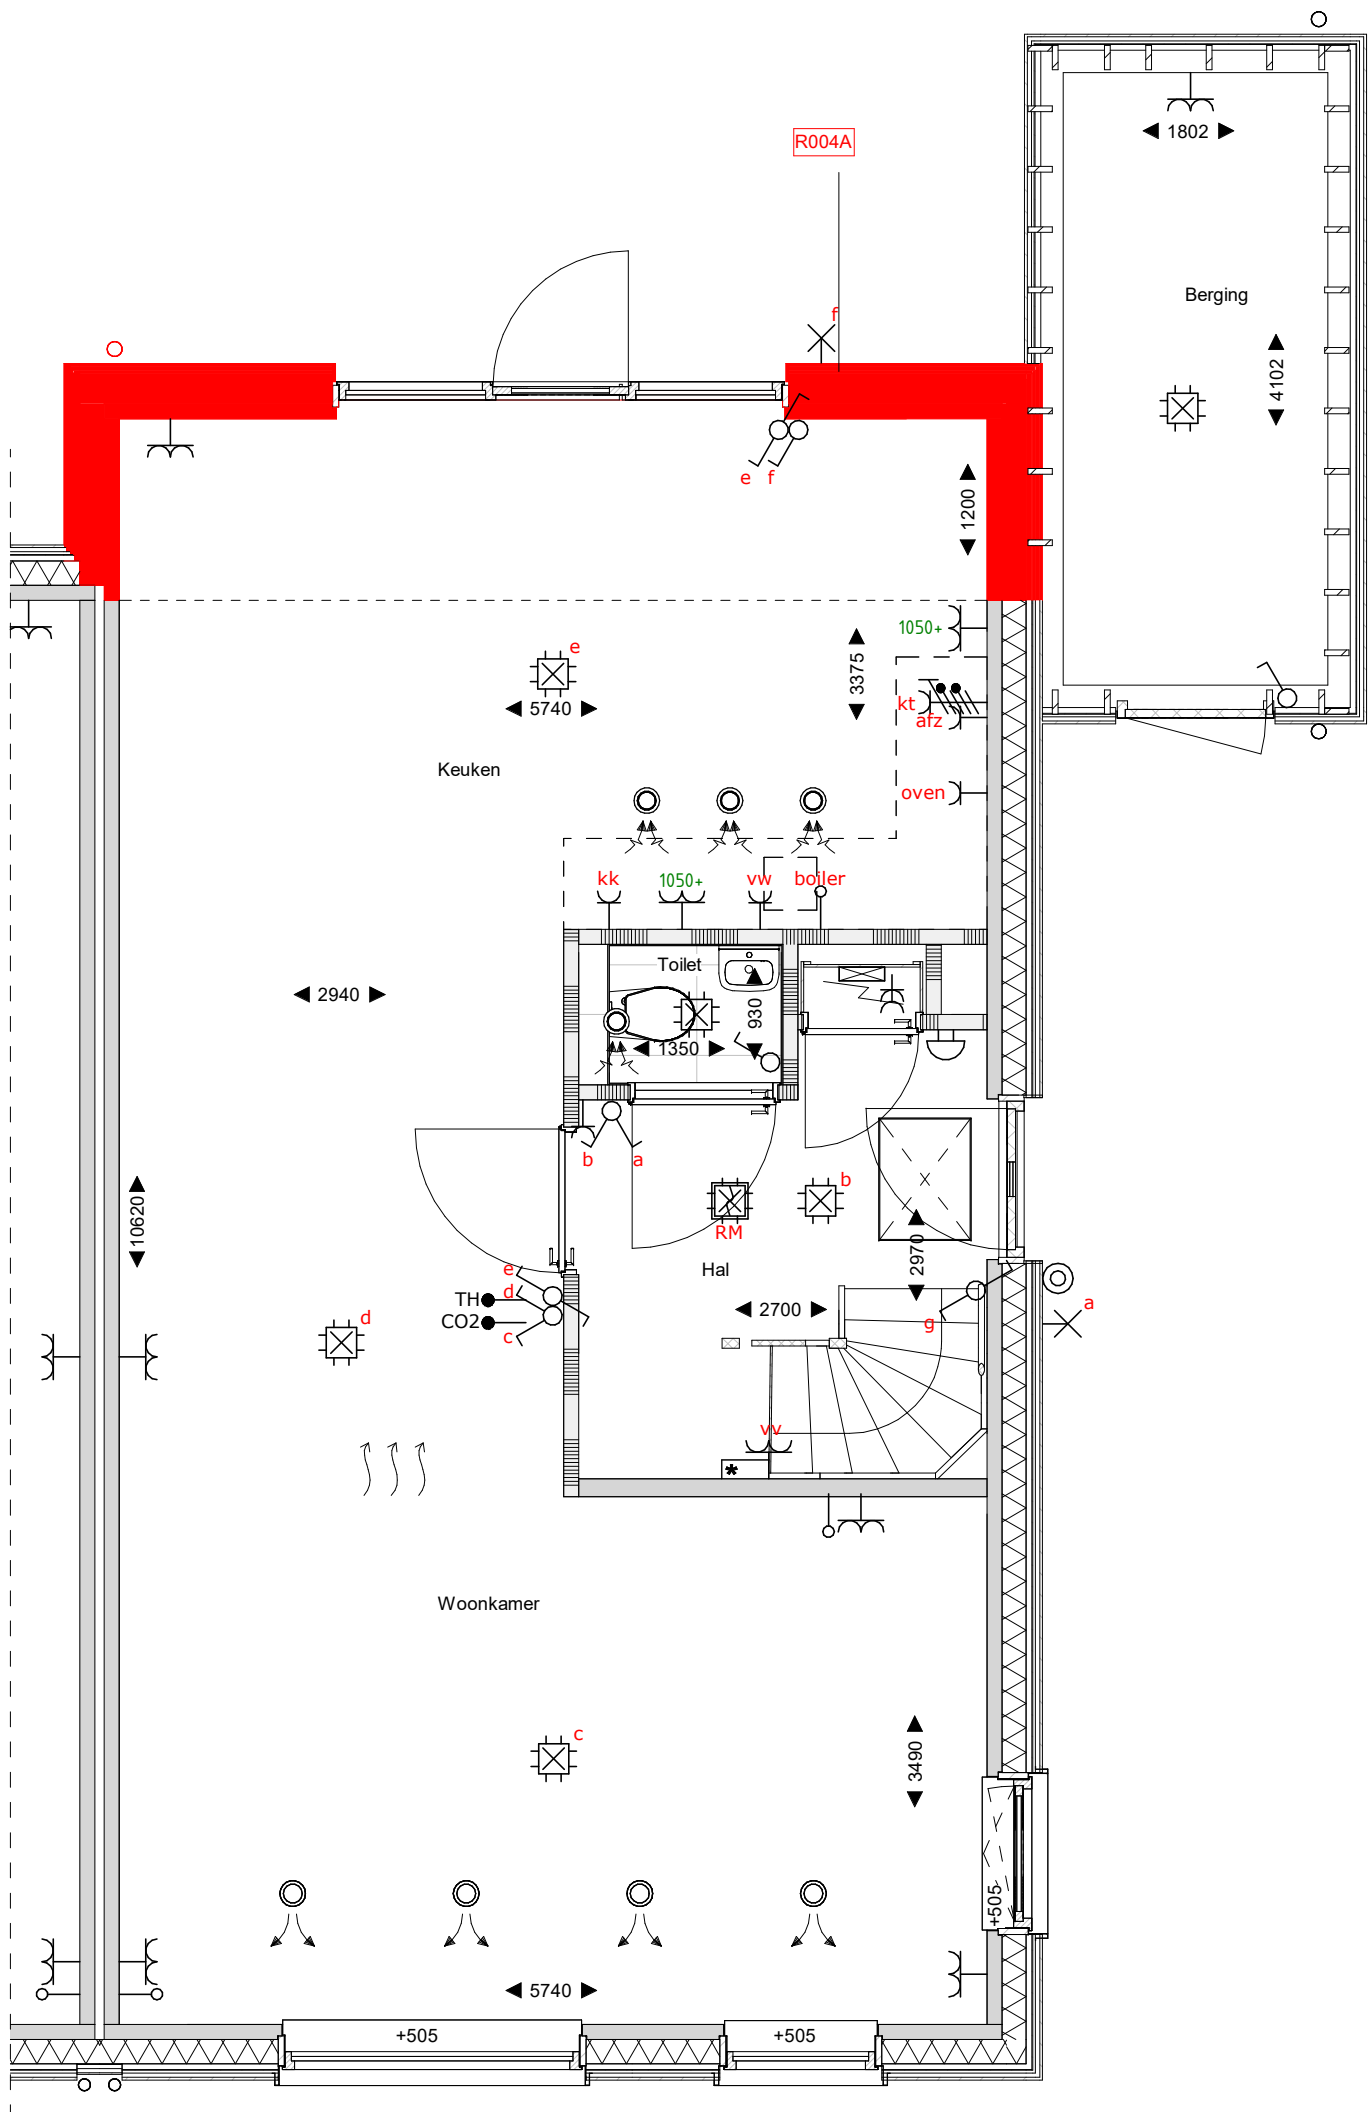 1802
R004A
Berging
f
4102
e f
1200
1050+
e
3375
5740
kt
afz
Keuken
oven
kk
1050+
vw
boiler
Toilet
2940
930
1350
b
a
b
10620
RM
Hal
2970
e
d
TH
2700
a
CO2
g
d
c
vv
*
Woonkamer
c
3490
+505
5740
+505
+505